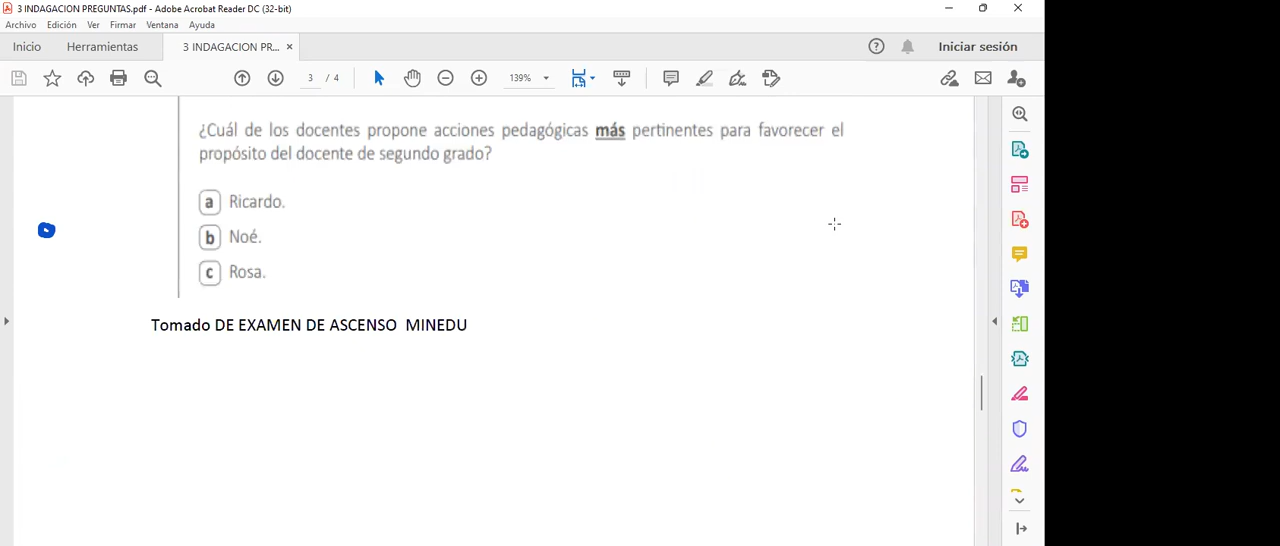 3 INDAGACION PREGUNTAS.pdf - Adobe Acrobat Reader DC (32-bit)
Archivo Edición Ver Firmar Ventana Ayuda
Inicio Herramientas 3 INDAGACION PR... × Iniciar sesión
3 / 4 139%
¿Cuál de los docentes propone acciones pedagógicas más pertinentes para favorecer el
propósito del docente de segundo grado?
a Ricardo.
b Noé.
c Rosa.
Tomado DE EXAMEN DE ASCENSO MINEDU